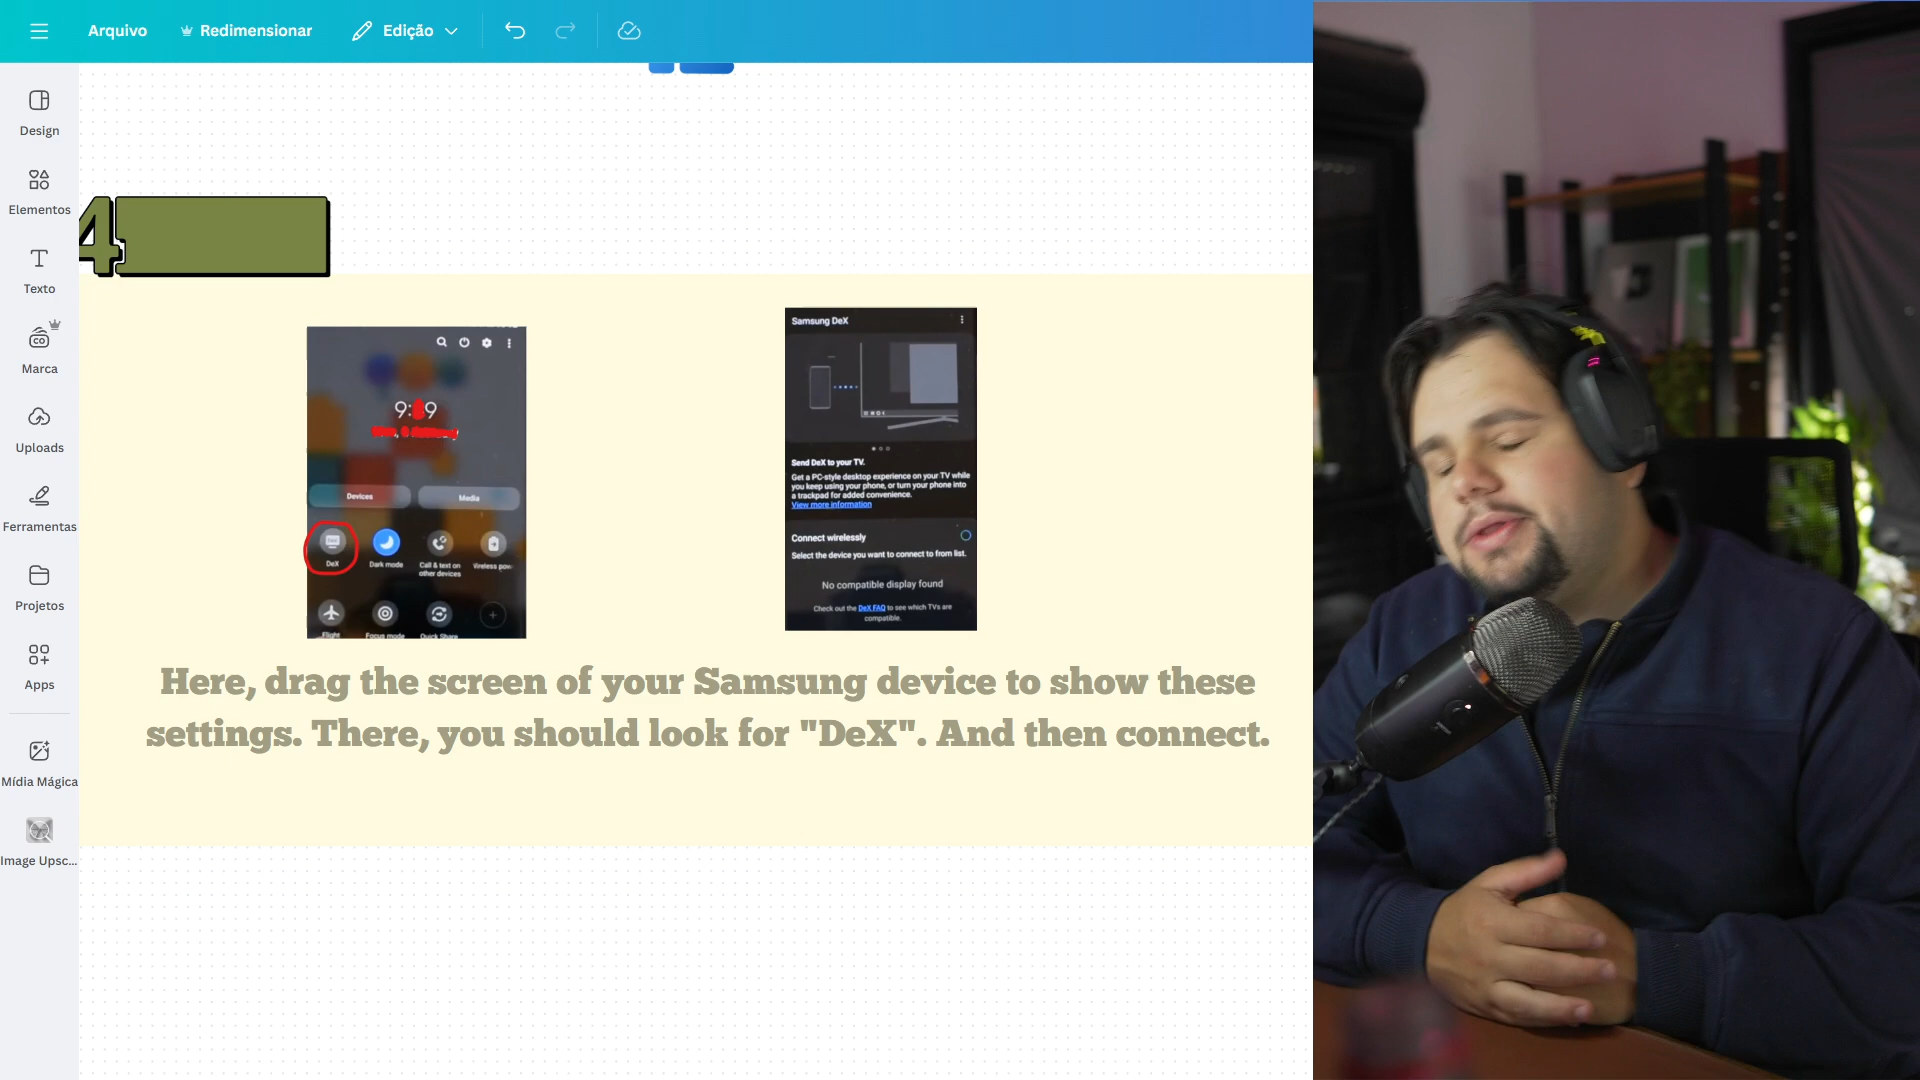 Arquivo
Redimensionar
Edição
Design
Elementos
Texto
Marca
Uploads
Ferramentas
Projetos
Apps
Mídia Mágica
Image Upsc...
4
9:
9
Devices
Media
DeX
Dark mode
Call & text on
other devices
Wireless pow
Flight
Focus mode
Quick Share
Samsung DeX
Send DeX to your TV.
Get a PC-style desktop experience on your TV while
you keep using your phone, or turn your phone into
a trackpad for added convenience.
View more information
Connect wirelessly
Select the device you want to connect to from list.
No compatible display found
Check out the DeX FAQ to see which TVs are
compatible.
Here, drag the screen of your Samsung device to show these
settings. There, you should look for "DeX". And then connect.